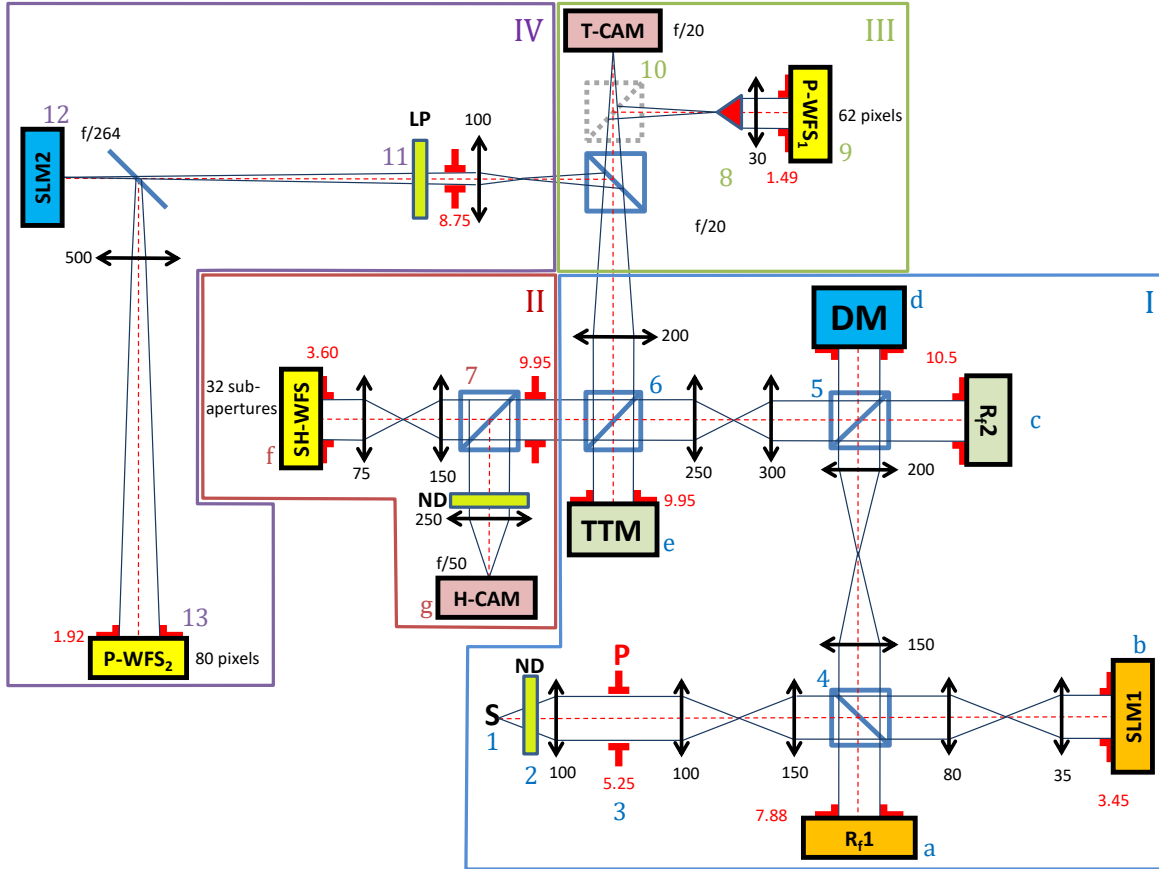 IV
T-CAM
f/20
III
10
12
f/264
LP
100
P-WFS1
62 pixels
SLM2
11
30
9
8
1.49
8.75
f/20
500
II
I
d
DM
200
3.60
9.95
10.5
7
6
5
32 sub-
apertures
SH-WFS
Rf2
c
f
75
150
250
300
200
ND
9.95
250
TTM
e
f/50
g
H-CAM
13
1.92
P-WFS2
80 pixels
150
b
ND
P
4
S
SLM1
1
2
100
5.25
100
150
80
35
3
7.88
3.45
Rf1
a